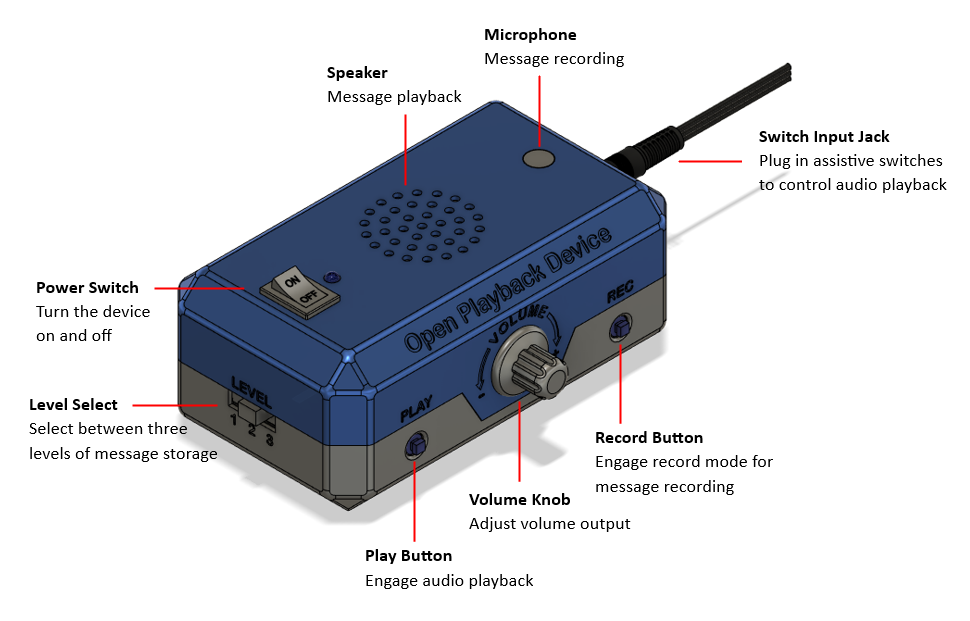 Microphone
Message recording
Speaker
Message playback
Switch Input Jack
Plug in assistive switches
to control audio playback
Power Switch
Turn the device
on and off
ON
OFF
Open Playback Device
VOLUME
- +
REC
Level Select
Select between three
levels of message storage
LEVEL
1 2 3
PLAY
Record Button
Engage record mode for
message recording
Volume Knob
Adjust volume output
Play Button
Engage audio playback